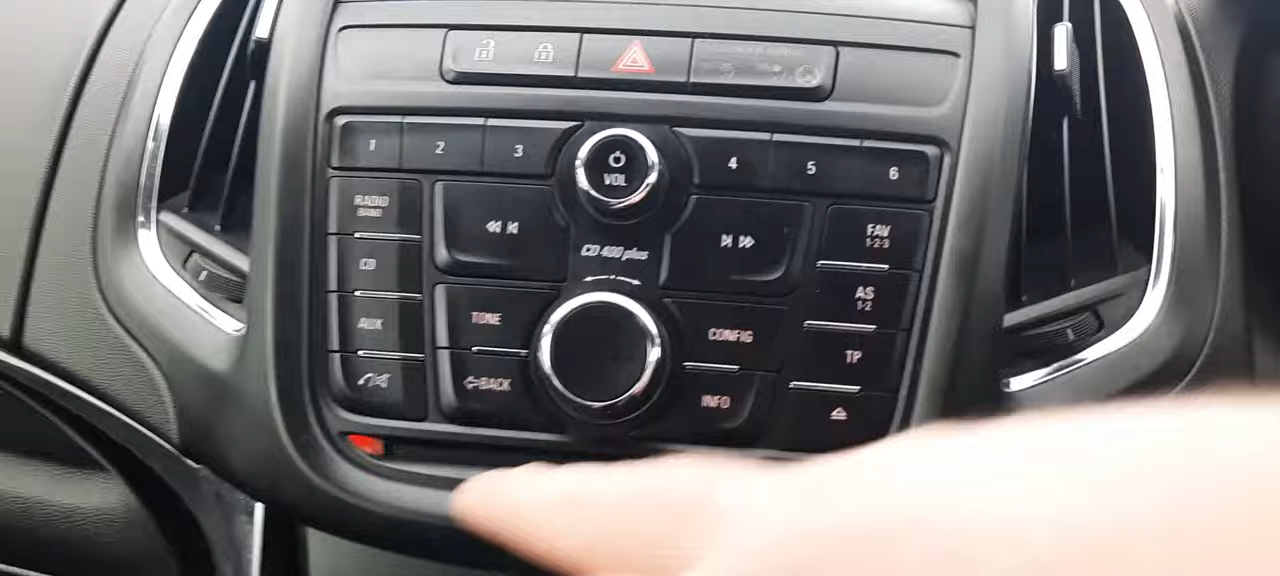 1
2
3
VOL
4
5
6
RADIO
BAND
FAV
1-2-3
CD 400 plus
CD
AS
1-2
AUX
TONE
CONFIG
TP
BACK
INFO